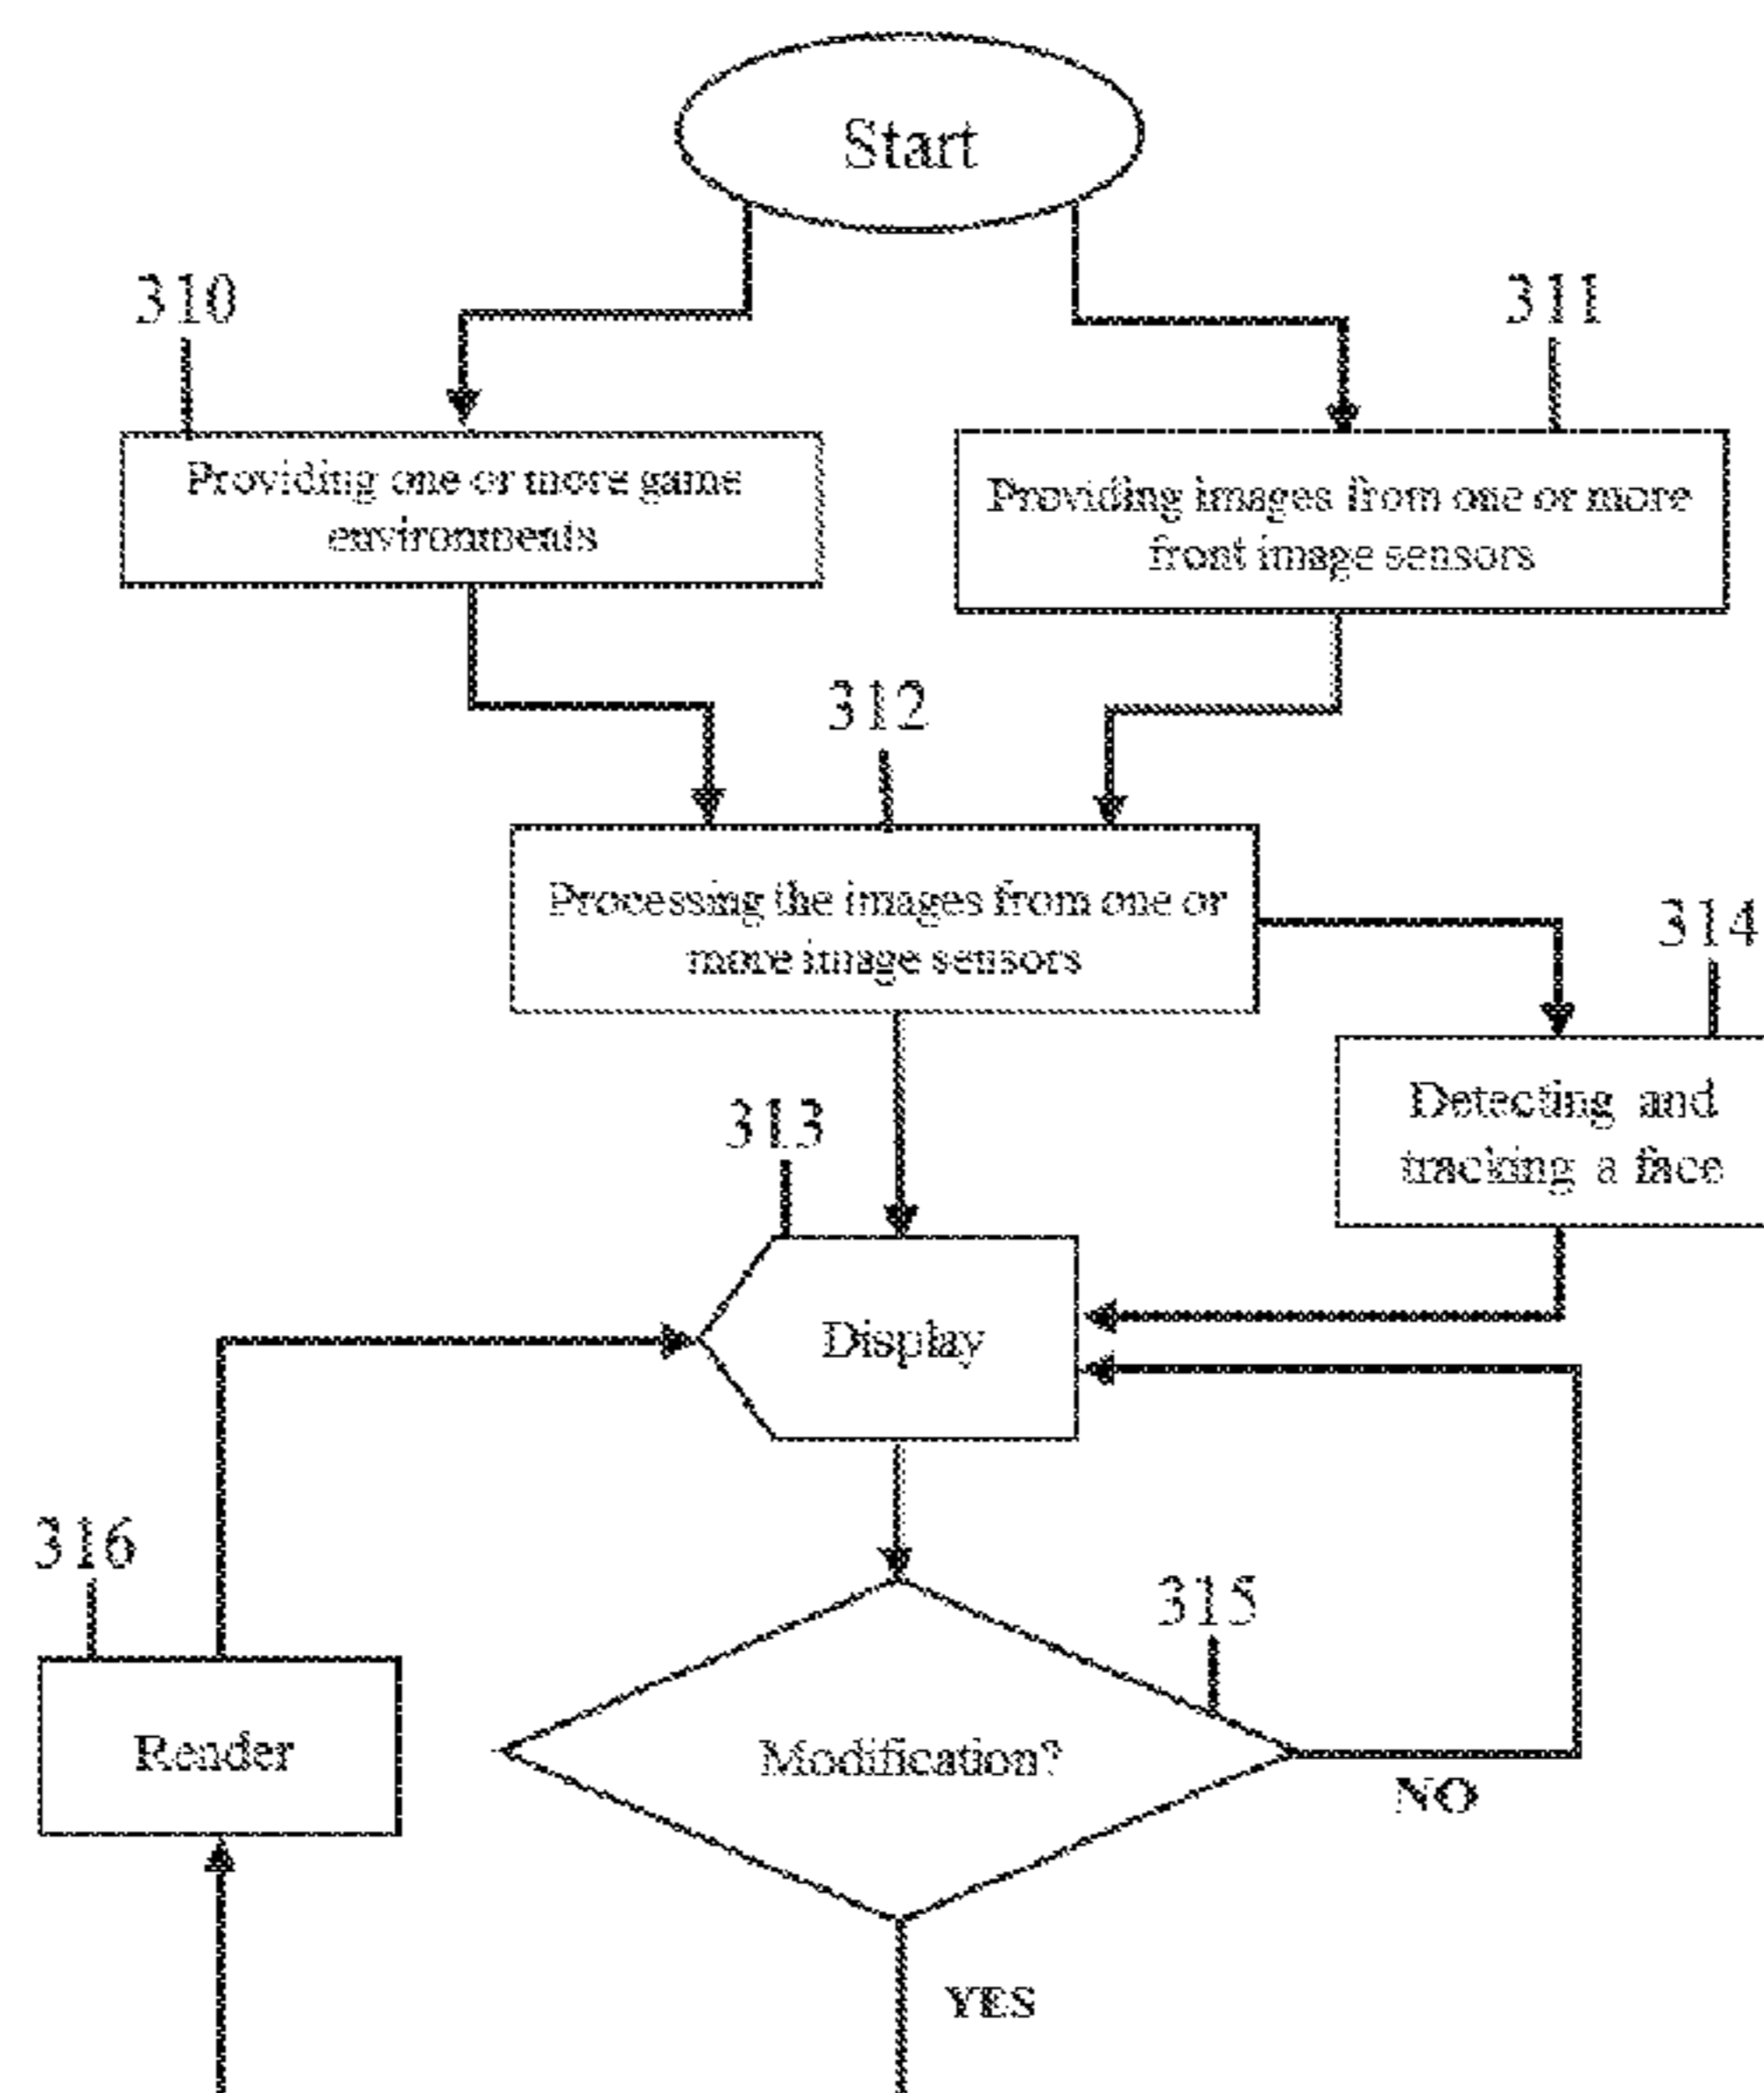 Start
310
311
Providing one or more game
environments
Providing images from one or more
front image sensors
312
Processing the images from one or
more image sensors
314
Detecting and
tracking a face
313
Display
316
Render
315
Modification?
NO
YES